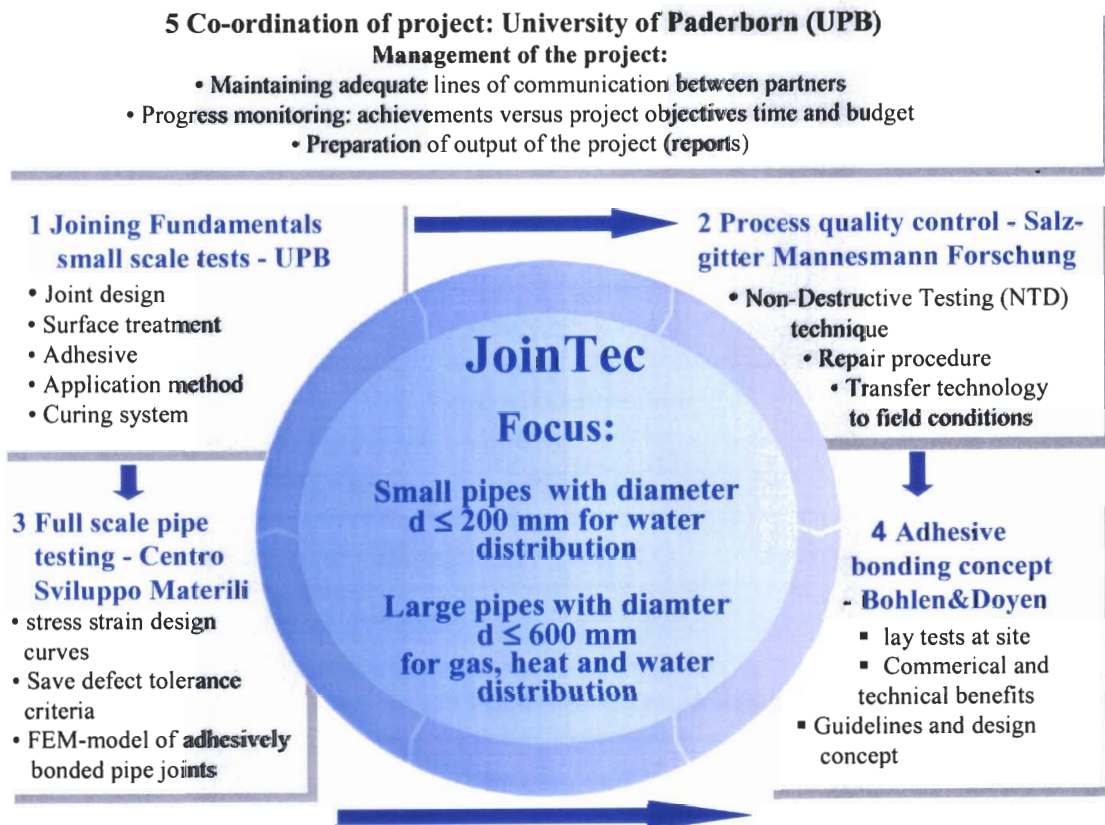 5 Co-ordination of project: University of Paderborn (UPB)
Management of the project:
• Maintaining adequate lines of communication between partners
• Progress monitoring: achievements versus project objectives time and budget
• Preparation of output of the project (reports)
1 Joining Fundamentals
small scale tests - UPB
• Joint design
• Surface treatment
• Adhesive
• Application method
• Curing system
2 Process quality control - Salz-
gitter Mannesmann Forschung
• Non-Destructive Testing (NTD)
technique
• Repair procedure
• Transfer technology
to field conditions
JoinTec
Focus:
Small pipes with diameter
d ≤ 200 mm for water
distribution
Large pipes with diamter
d ≤ 600 mm
for gas, heat and water
distribution
3 Full scale pipe
testing - Centro
Sviluppo Materili
• stress strain design
curves
• Save defect tolerance
criteria
• FEM-model of adhesively
bonded pipe joints
4 Adhesive
bonding concept
- Bohlen&Doyen
▪ lay tests at site
▪ Commerical and
technical benefits
▪ Guidelines and design
concept